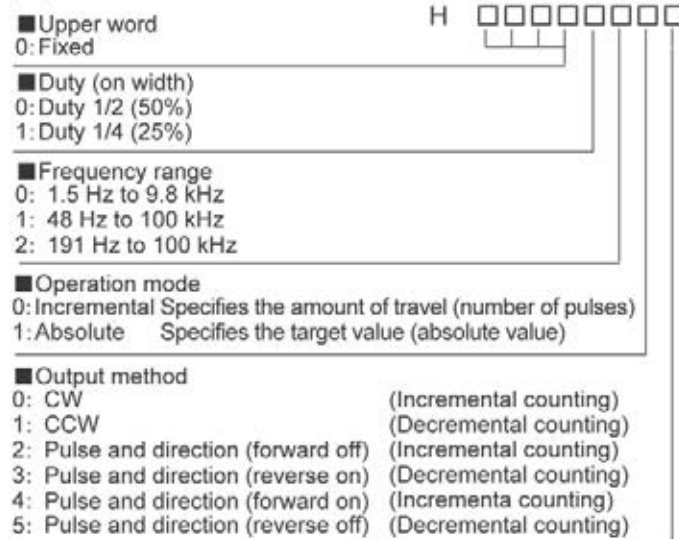 H □□□□□□□□
■Upper word
0: Fixed
■Duty (on width)
0: Duty 1/2 (50%)
1: Duty 1/4 (25%)
■Frequency range
0: 1.5 Hz to 9.8 kHz
1: 48 Hz to 100 kHz
2: 191 Hz to 100 kHz
■Operation mode
0: Incremental Specifies the amount of travel (number of pulses)
1: Absolute Specifies the target value (absolute value)
■Output method
0: CW (Incremental counting)
1: CCW (Decremental counting)
2: Pulse and direction (forward off) (Incremental counting)
3: Pulse and direction (reverse on) (Decremental counting)
4: Pulse and direction (forward on) (Incrementa counting)
5: Pulse and direction (reverse off) (Decremental counting)